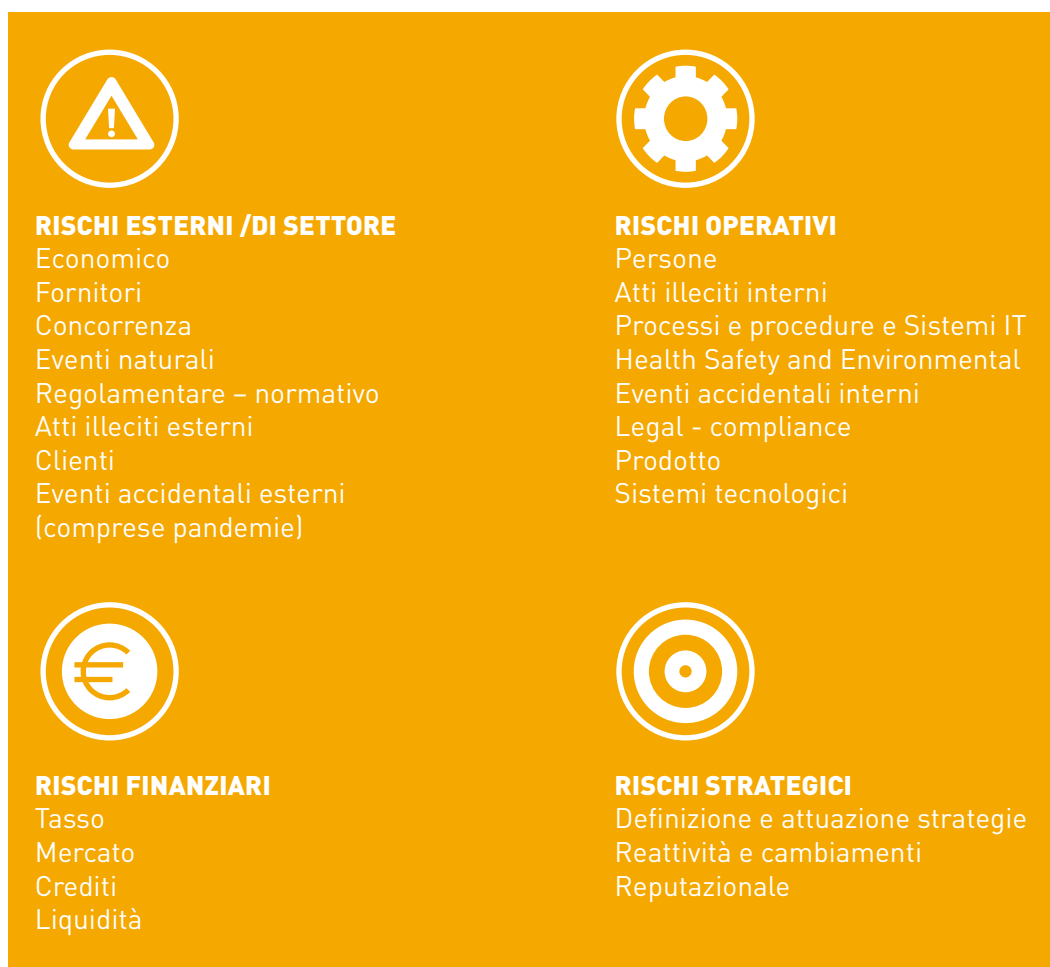 RISCHI ESTERNI /DI SETTORE
Economico
Fornitori
Concorrenza
Eventi naturali
Regolamentare – normativo
Atti illeciti esterni
Clienti
Eventi accidentali esterni
(comprese pandemie)
RISCHI OPERATIVI
Persone
Atti illeciti interni
Processi e procedure e Sistemi IT
Health Safety and Environmental
Eventi accidentali interni
Legal - compliance
Prodotto
Sistemi tecnologici
RISCHI FINANZIARI
Tasso
Mercato
Crediti
Liquidità
RISCHI STRATEGICI
Definizione e attuazione strategie
Reattività e cambiamenti
Reputazionale